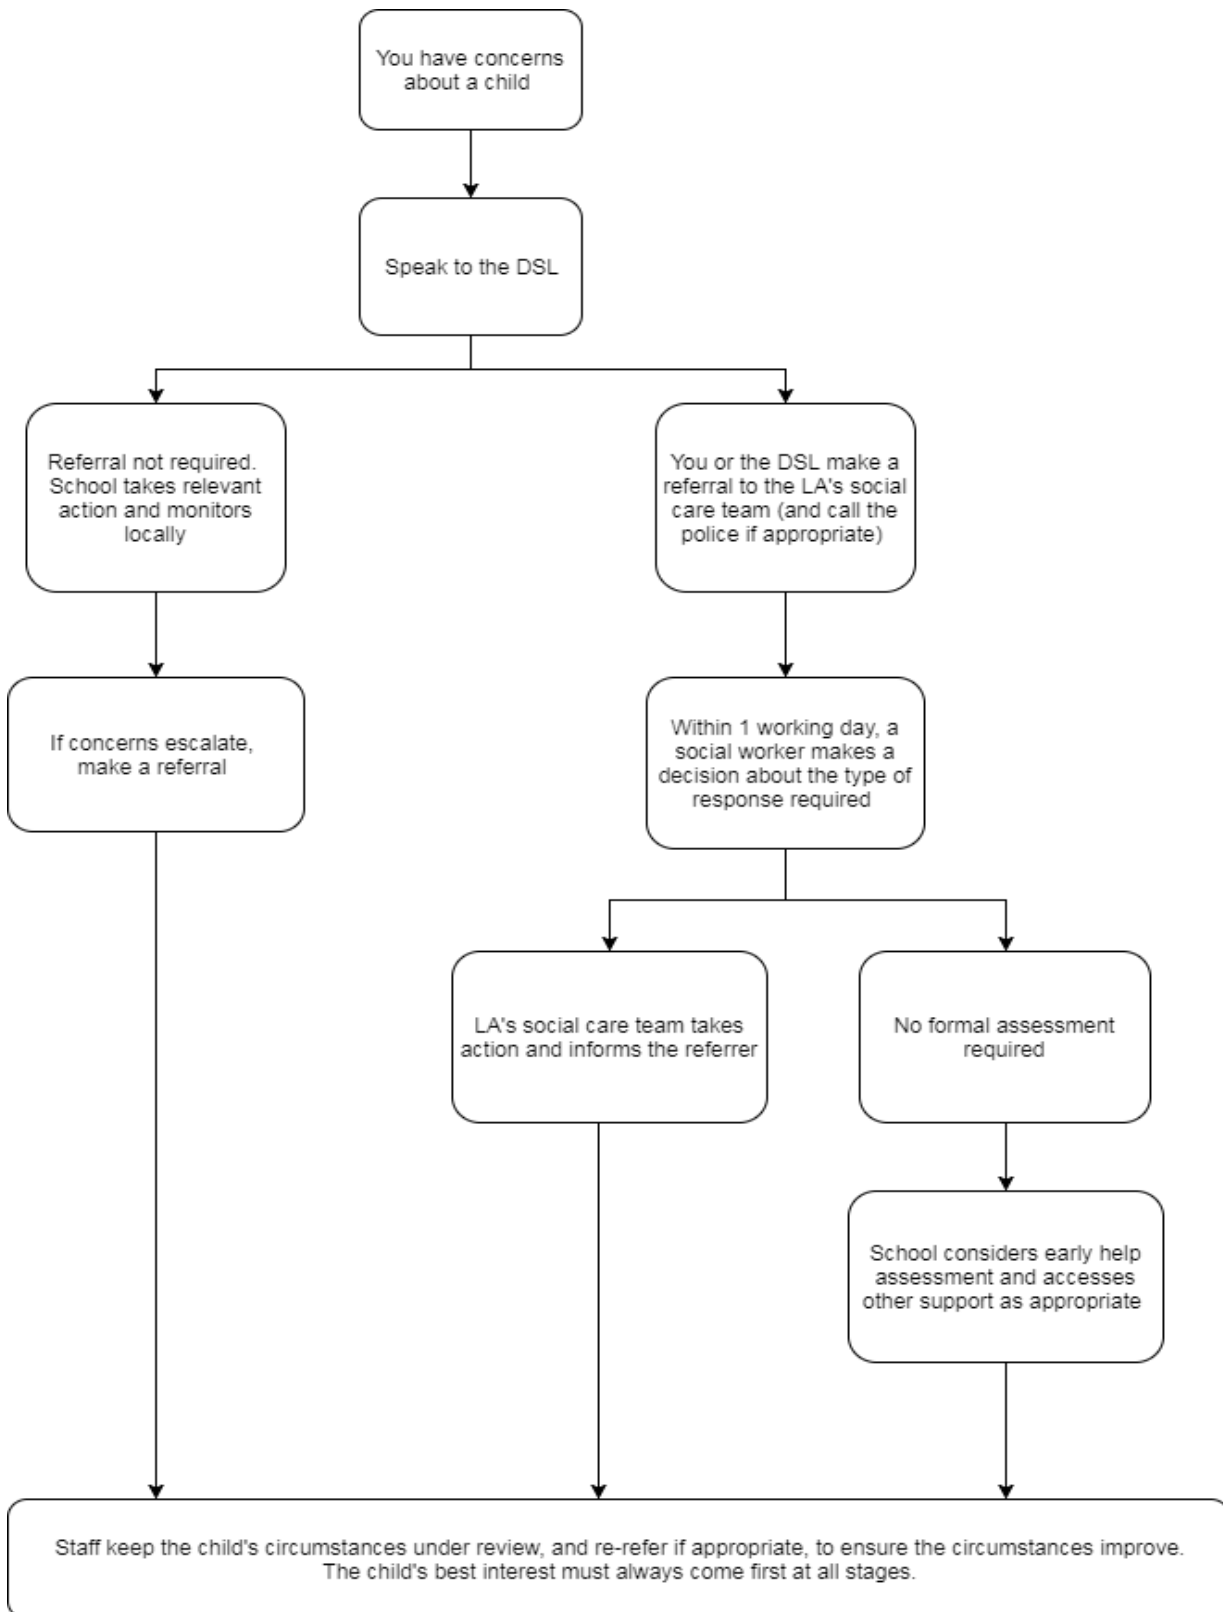 You have concerns
about a child
Speak to the DSL
Referral not required.
School takes relevant
action and monitors
locally
You or the DSL make a
referral to the LA's social
care team (and call the
police if appropriate)
If concerns escalate,
make a referral
Within 1 working day, a
social worker makes a
decision about the type of
response required
LA's social care team takes
action and informs the referrer
No formal assessment
required
School considers early help
assessment and accesses
other support as appropriate
Staff keep the child's circumstances under review, and re-refer if appropriate, to ensure the circumstances improve.
The child's best interest must always come first at all stages.